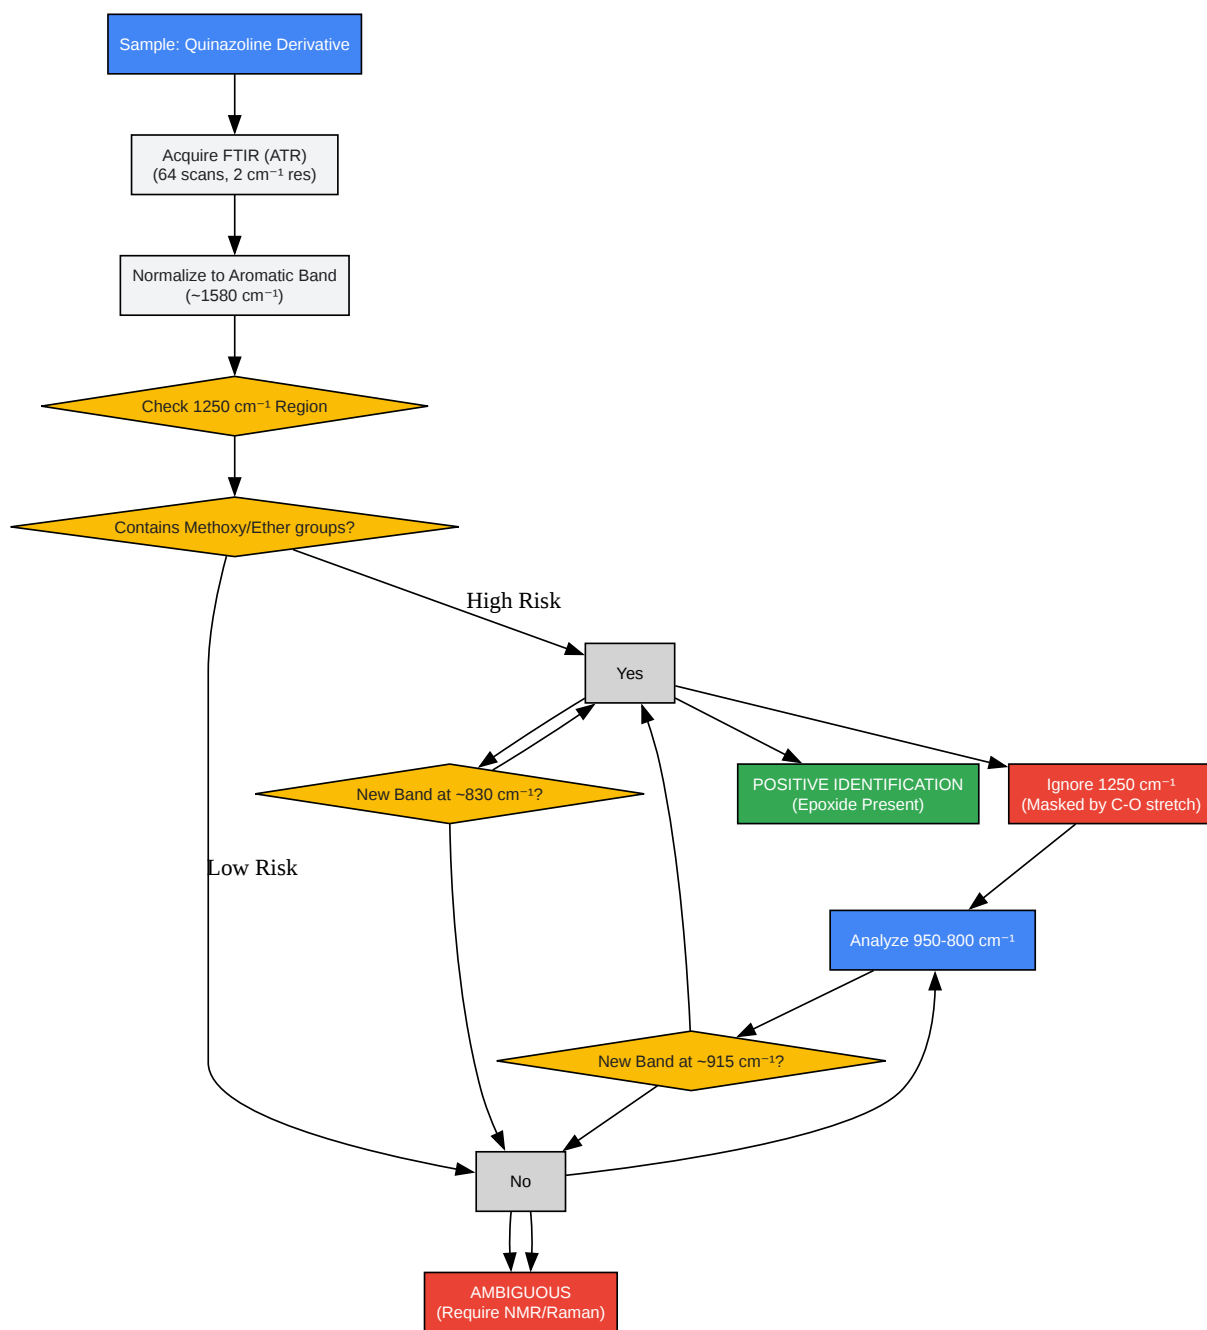 Sample: Quinazoline Derivative
Acquire FTIR (ATR)
(64 scans, 2 cm⁻¹ res)
Normalize to Aromatic Band
(~1580 cm⁻¹)
Check 1250 cm⁻¹ Region
Contains Methoxy/Ether groups?
High Risk
Yes
New Band at ~830 cm⁻¹?
POSITIVE IDENTIFICATION
(Epoxide Present)
Ignore 1250 cm⁻¹
(Masked by C-O stretch)
Low Risk
Analyze 950-800 cm⁻¹
New Band at ~915 cm⁻¹?
No
AMBIGUOUS
(Require NMR/Raman)